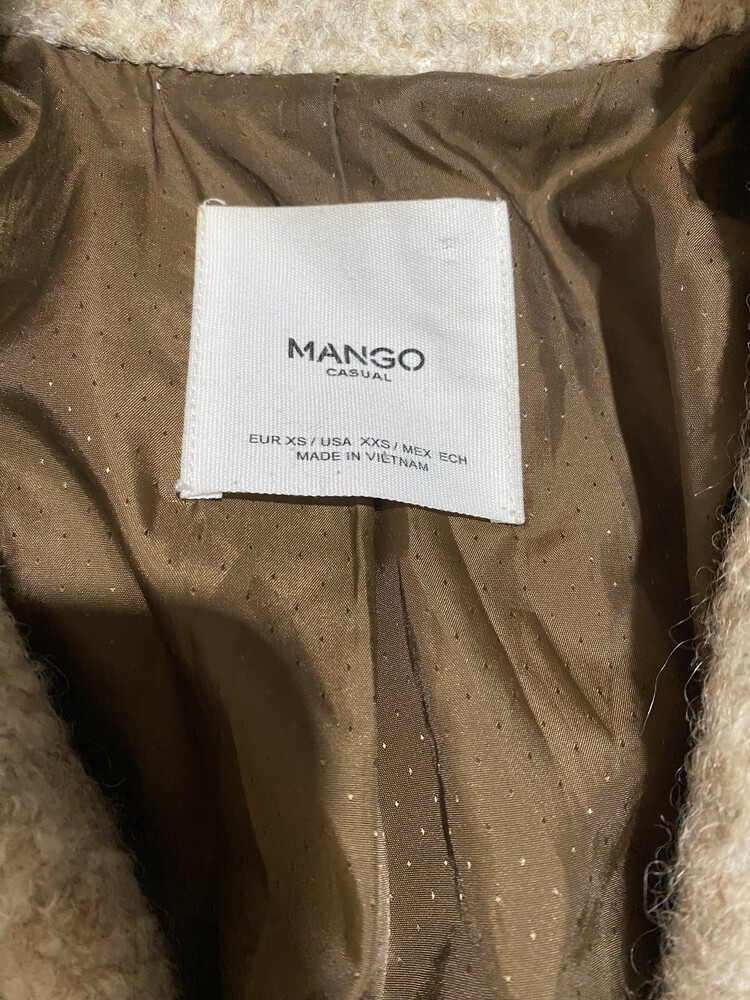 MANGO
CASUAL
EUR XS / USA XXS / MEX ECH
MADE IN VIETNAM